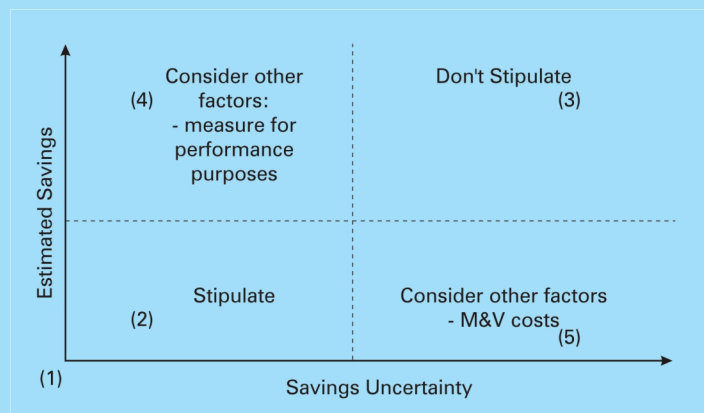 Estimated Savings
Consider other
factors:
- measure for
performance
purposes
(4)
Don't Stipulate
(3)
Stipulate
(2)
Consider other factors
- M&V costs
(5)
(1)
Savings Uncertainty